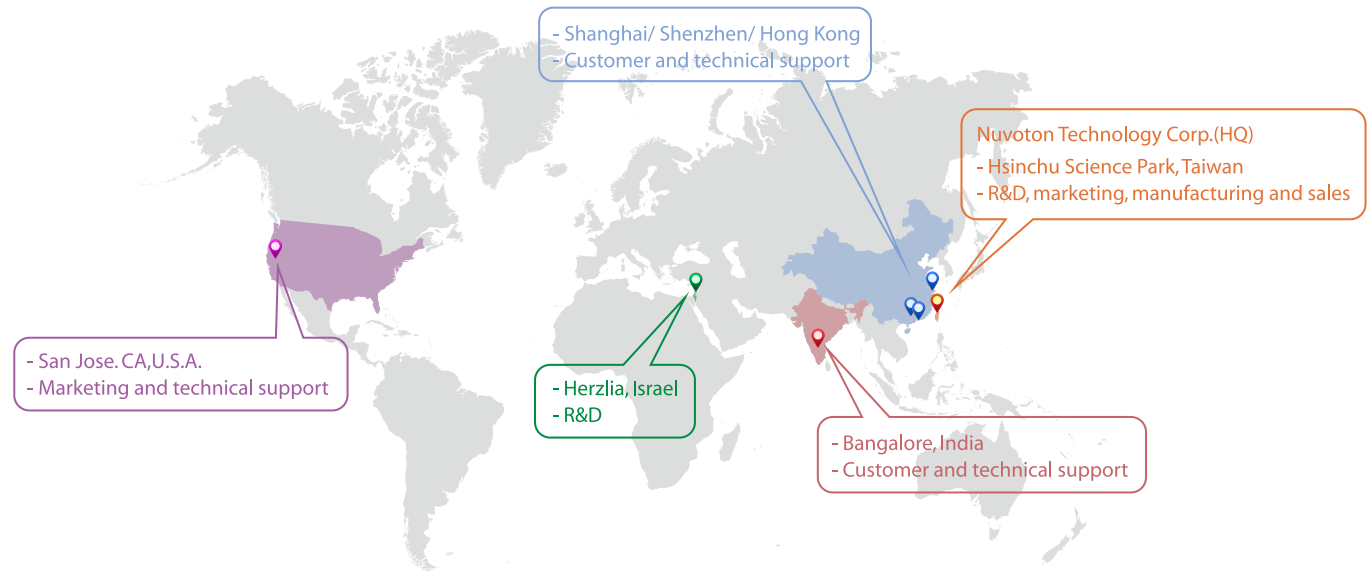 - Shanghai/ Shenzhen/ Hong Kong
- Customer and technical support
Nuvoton Technology Corp.(HQ)
- Hsinchu Science Park, Taiwan
- R&D, marketing, manufacturing and sales
- San Jose. CA,U.S.A.
- Marketing and technical support
- Herzlia, Israel
- R&D
- Bangalore, India
- Customer and technical support